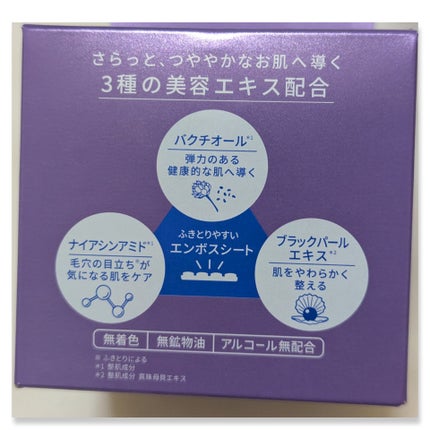 さらっと、つややかなお肌へ導く
3種の美容エキス配合
バクチオール＊1
弾力のある
健康的な肌へ導く
ふきとりやすい
エンボスシート
ナイアシンアミド＊1
毛穴の目立ち※が
気になる肌をケア
ブラックパール
エキス＊2
肌をやわらかく
整える
無着色 無鉱物油 アルコール無配合
※ ふきとりによる
＊1 整肌成分
＊2 整肌成分 真珠母貝エキス